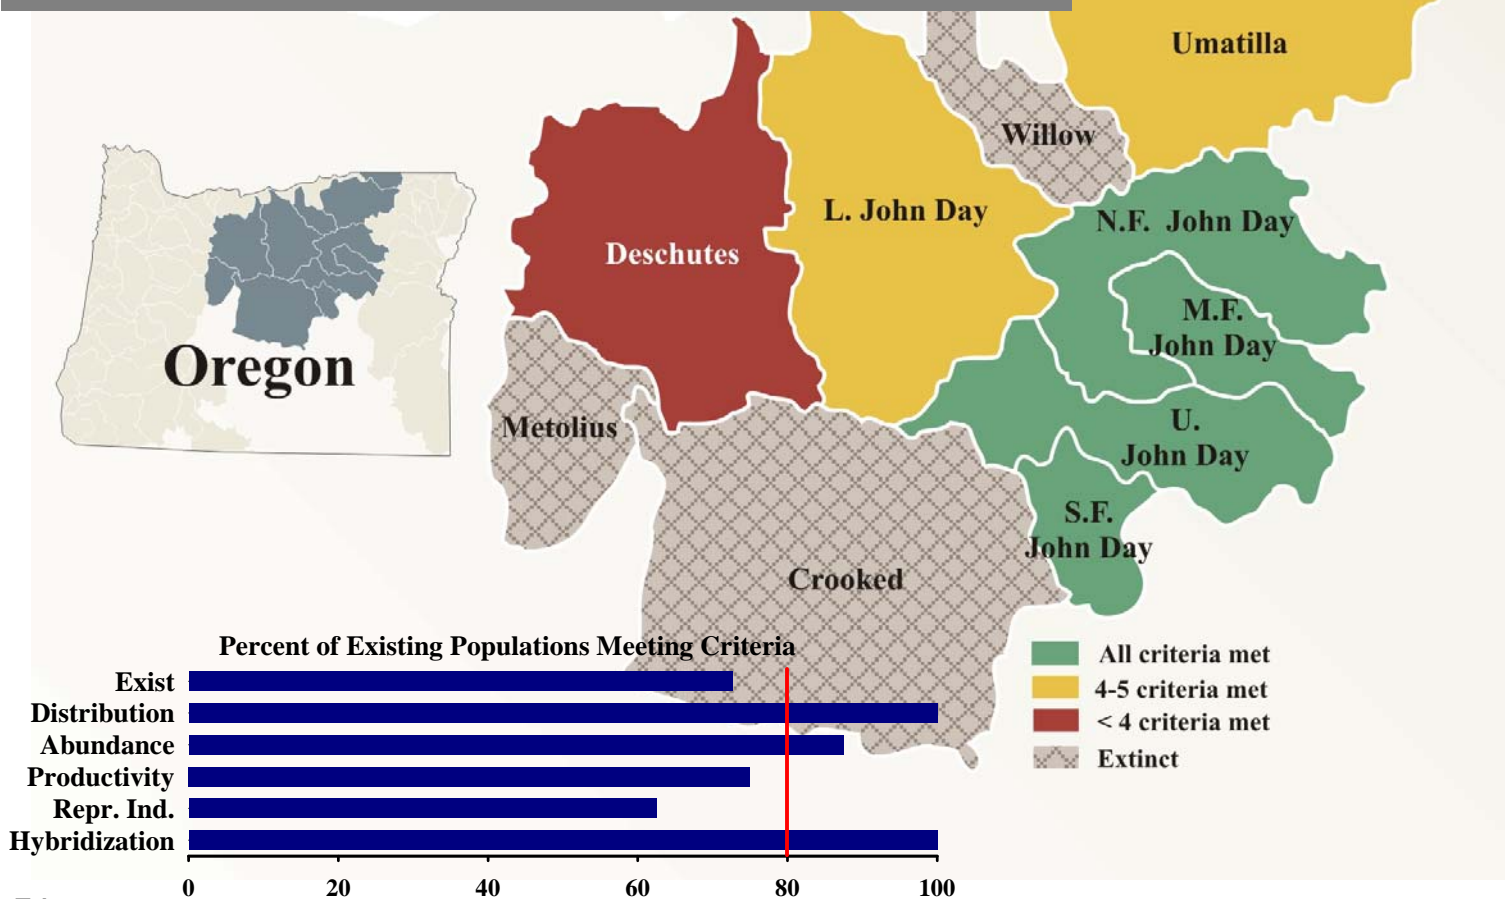 Umatilla
Willow
L. John Day
N.F. John Day
Deschutes
M.F.
John Day
Oregon
Metolius
U.
John Day
S.F.
John Day
Crooked
Percent of Existing Populations Meeting Criteria
Exist
Distribution
Abundance
Productivity
Repr. Ind.
Hybridization
0 20 40 60 80 100
All criteria met
4-5 criteria met
< 4 criteria met
Extinct